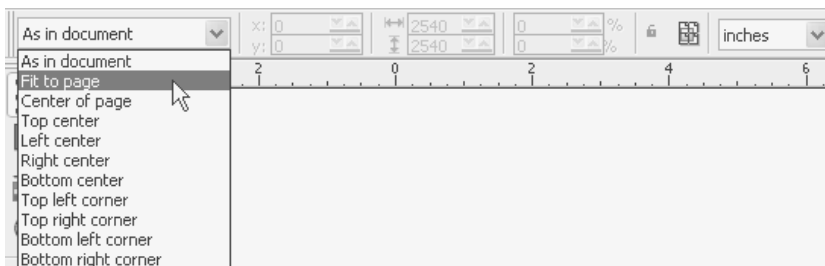 As in document
x: 0 2540 0 %
y: 0 2540 0 %
inches
As in document
Fit to page
Center of page
Top center
Left center
Right center
Bottom center
Top left corner
Top right corner
Bottom left corner
Bottom right corner
2 0 2 4 6